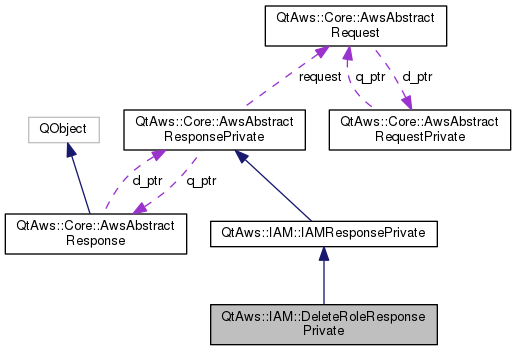 QtAws::Core::AwsAbstract
Request
request
q_ptr
d_ptr
QObject
QtAws::Core::AwsAbstract
ResponsePrivate
QtAws::Core::AwsAbstract
RequestPrivate
d_ptr
q_ptr
QtAws::Core::AwsAbstract
Response
QtAws::IAM::IAMResponsePrivate
QtAws::IAM::DeleteRoleResponse
Private